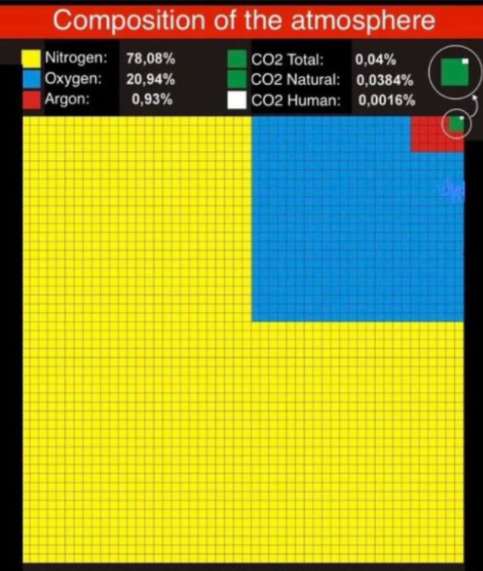 Composition of the atmosphere
Nitrogen: 78,08% CO2 Total: 0,04%
Oxygen: 20,94% CO2 Natural: 0,0384%
Argon: 0,93% CO2 Human: 0,0016%